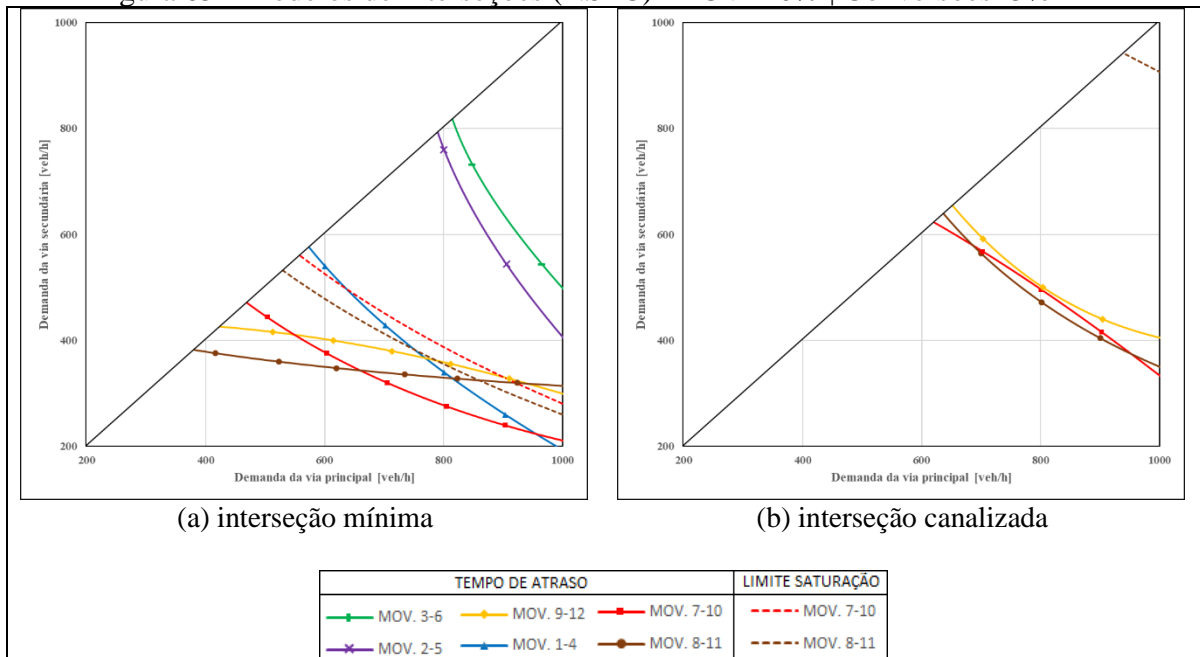 1000
800
600
400
200
Demanda da via secundária [veh/h]
200
400
600
800
1000
Demanda da via principal [veh/h]
(a) interseção mínima
1000
800
600
400
200
Demanda da via secundária [veh/h]
200
400
600
800
1000
Demanda da via principal [veh/h]
(b) interseção canalizada
TEMPO DE ATRASO
LIMITE SATURAÇÃO
MOV. 3-6
MOV. 9-12
MOV. 7-10
MOV. 7-10
MOV. 2-5
MOV. 1-4
MOV. 8-11
MOV. 8-11